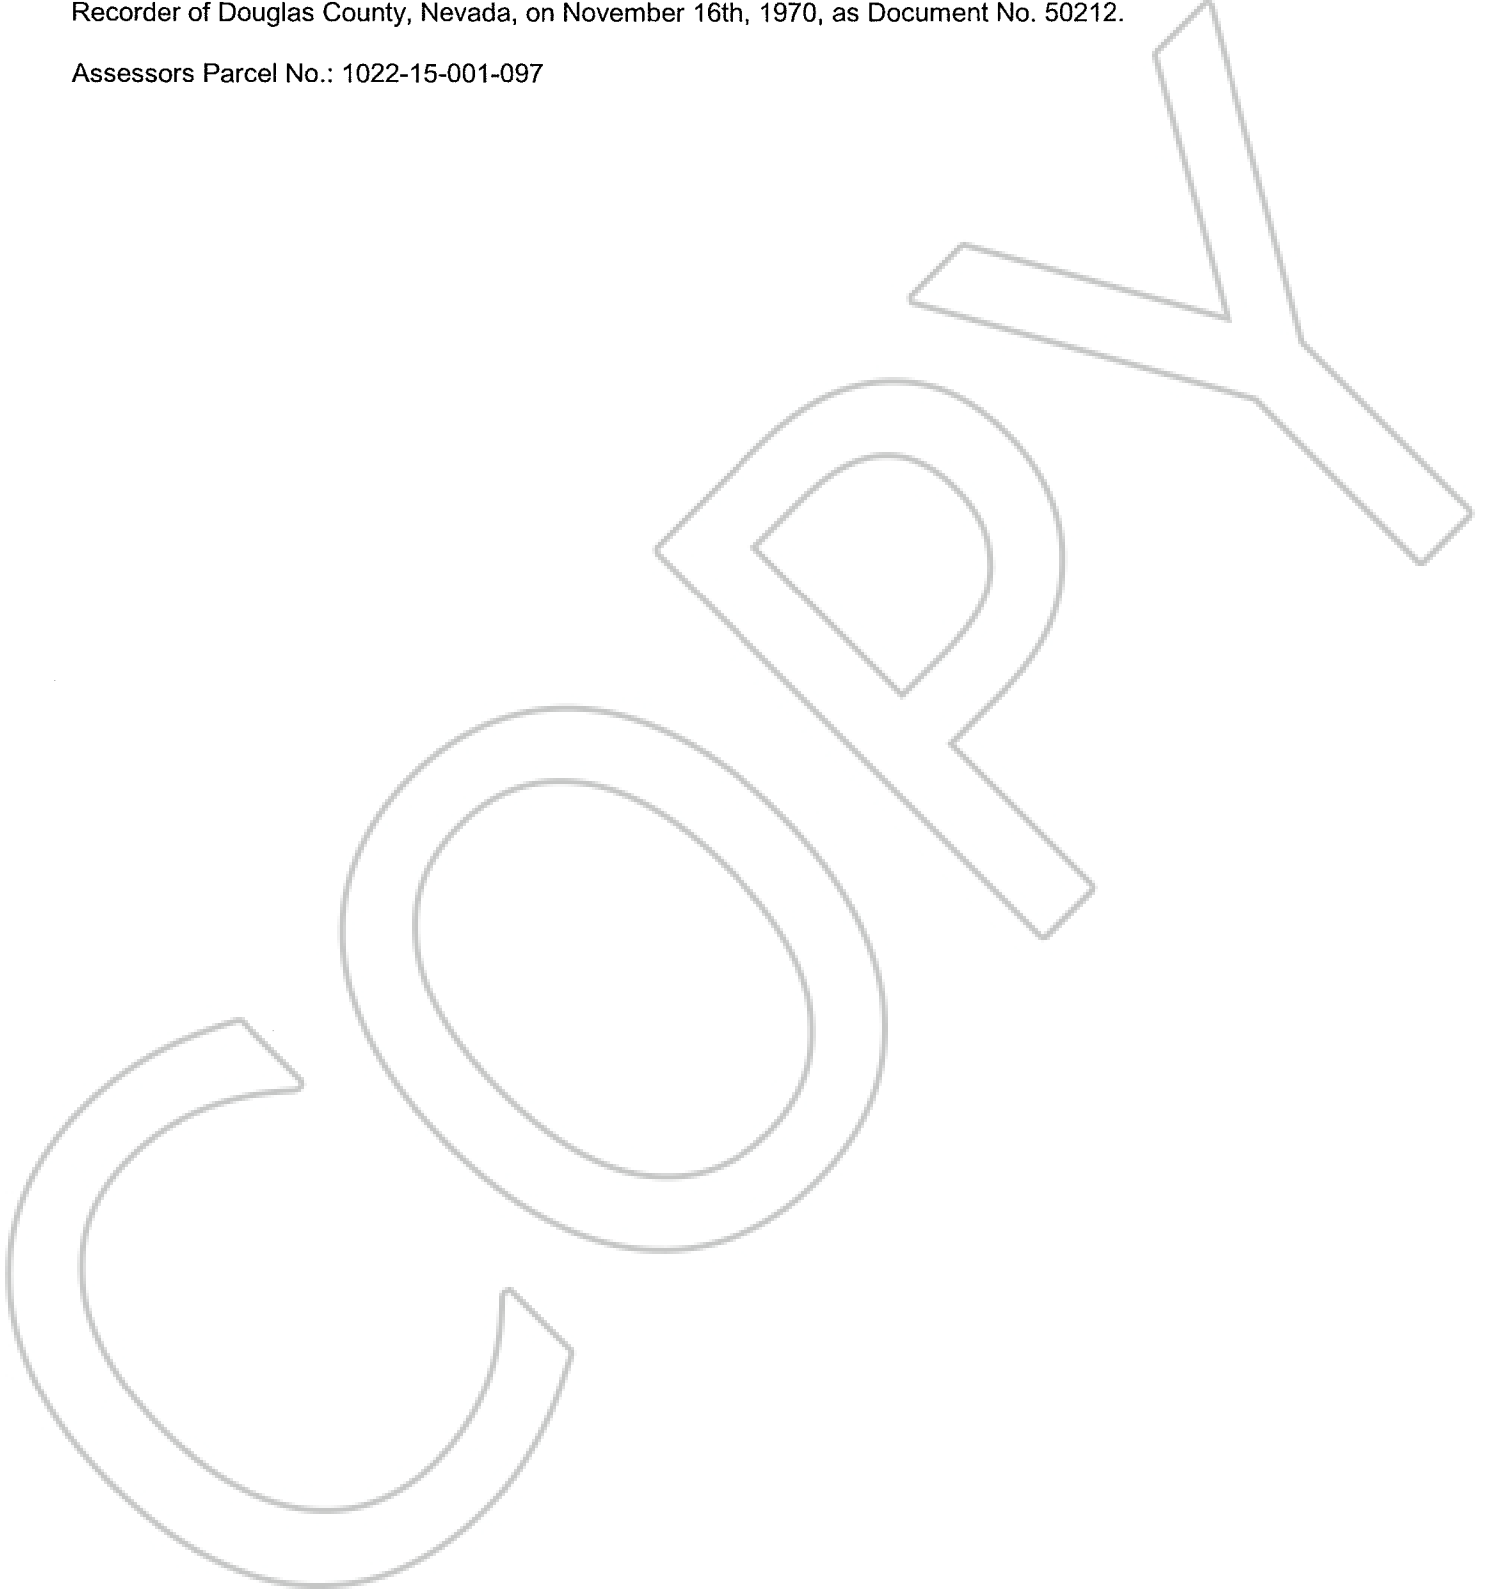 Recorder of Douglas County, Nevada, on November 16th, 1970, as Document No. 50212.
Assessors Parcel No.: 1022-15-001-097
COPY